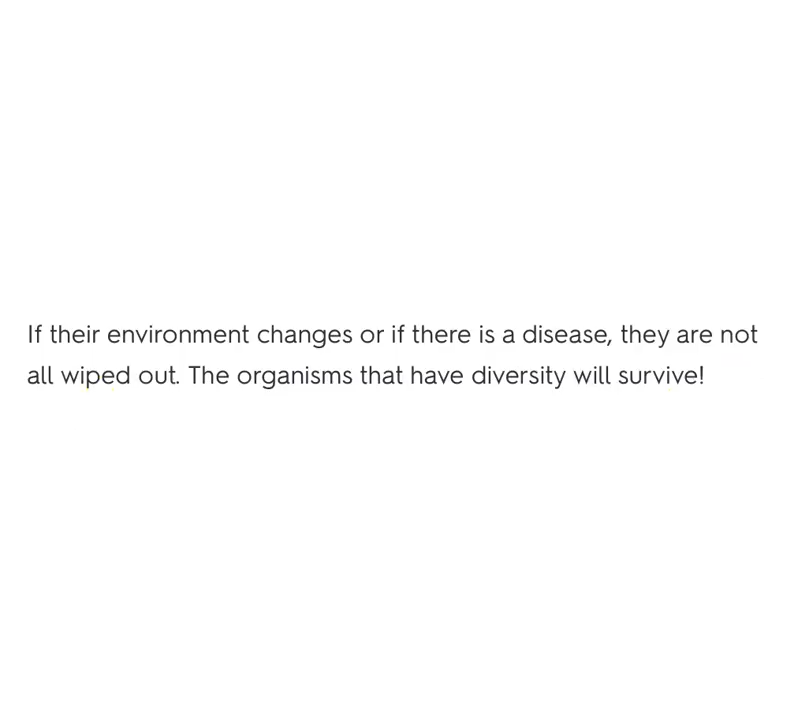 If their environment changes or if there is a disease, they are not
all wiped out. The organisms that have diversity will survive!